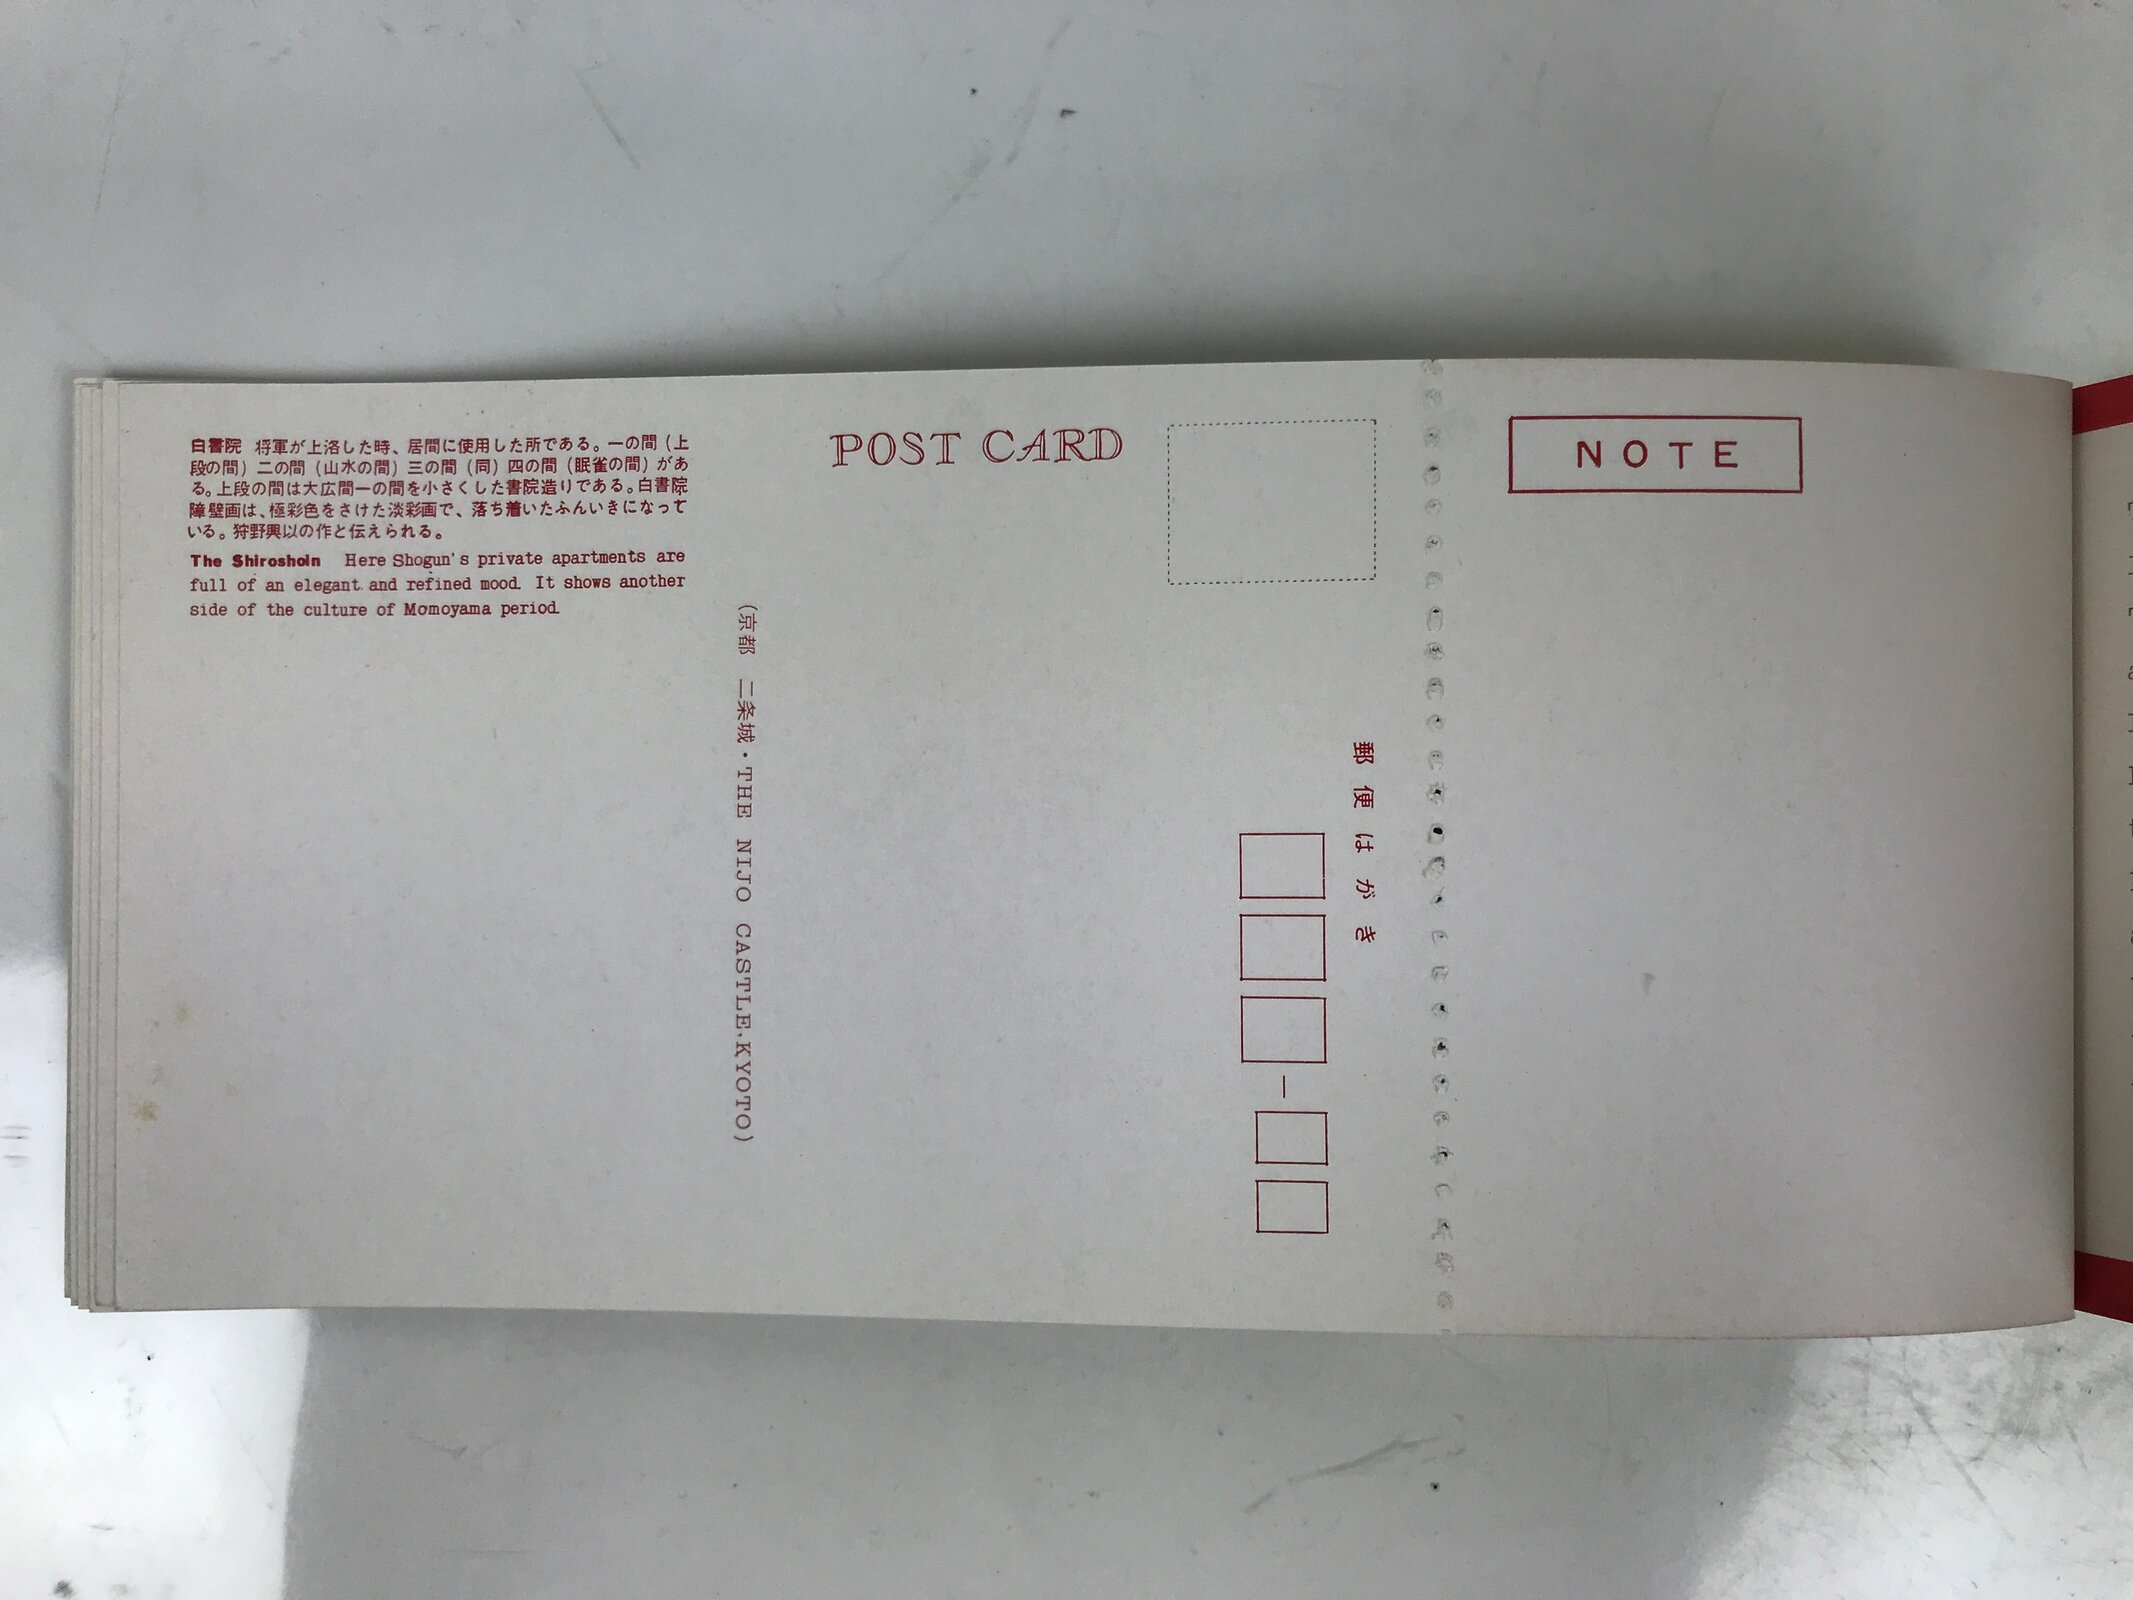 白書院 将軍が上洛した時、居間に使用した所である。一の間(上
段の間)二の間(山水の間)三の間(同)四の間(眠雀の間)があ
る。上段の間は大広間一の間を小さくした書院造りである。白書院
障壁画は、極彩色をさけた淡彩画で、落ち着いたふんいきになって
いる。狩野興以の作と伝えられる。
The Shiroshoin Here Shogun's private apartments are
full of an elegant and refined mood. It shows another
side of the culture of Momoyama period.
(京都 二条城・THE NIJO CASTLE,KYOTO)
POST CARD
郵便はがき
NOTE